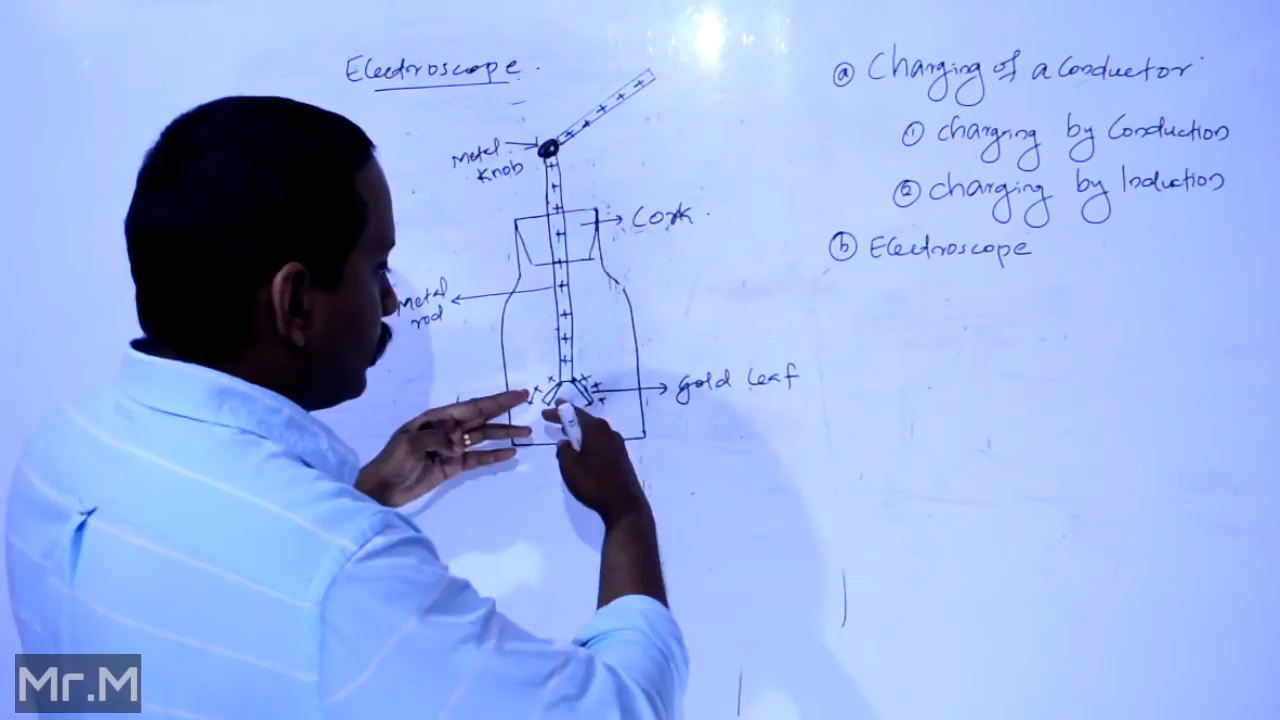 Electroscope.
Metal
knob
Cork.
Metal
rod
gold leaf
ⓐ Charging of a Conductor
① charging by Conduction
② charging by Induction
ⓑ Electroscope
Mr.M